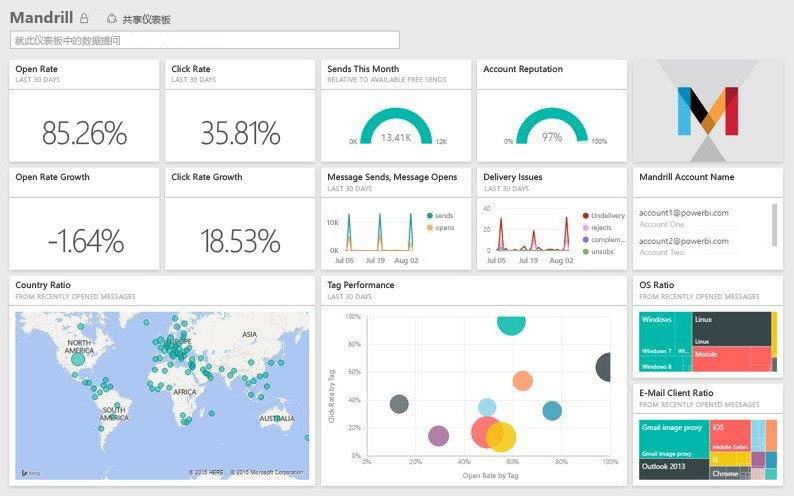 Mandrill
共享仪表板
就此仪表板中的数据提问
Open Rate
LAST 30 DAYS
85.26%
Click Rate
LAST 30 DAYS
35.81%
Sends This Month
RELATIVE TO AVAILABLE FREE SENDS
13,41K
0K
12K
Account Reputation
97%
0%
100%
Open Rate Growth
-1.64%
Click Rate Growth
18.53%
Message Sends, Message Opens
LAST 30 DAYS
10K
0K
Jul 05
Jul 19
Aug 02
sends
opens
Delivery Issues
LAST 30 DAYS
40
20
0
Jul 05
Jul 19
Aug 02
Undelivery
rejects
complem...
unsubs
Mandrill Account Name
account1@powerbi.com
Account One
account2@powerbi.com
Account Two
Country Ratio
FROM RECENTLY OPENED MESSAGES
NORTH
AMERICA
EUROPE
ASIA
AFRICA
SOUTH
AMERICA
AUSTRALIA
bing
© 2015 HERE © 2015 Microsoft Corporation
Tag Performance
LAST 30 DAYS
Click Rate by Tag
100%
80%
60%
40%
20%
0%
0%
20%
40%
60%
80%
100%
Open Rate by Tag
OS Ratio
FROM RECENTLY OPENED MESSAGES
Windows
Windows 7
Wi...
Windows 8
Linux
Linux
Mobile
E-Mail Client Ratio
FROM RECENTLY OPENED MESSAGES
Gmail image proxy
Gmail image proxy
Outlook 2013
iOS
Mobile Safari
IE
Chrome